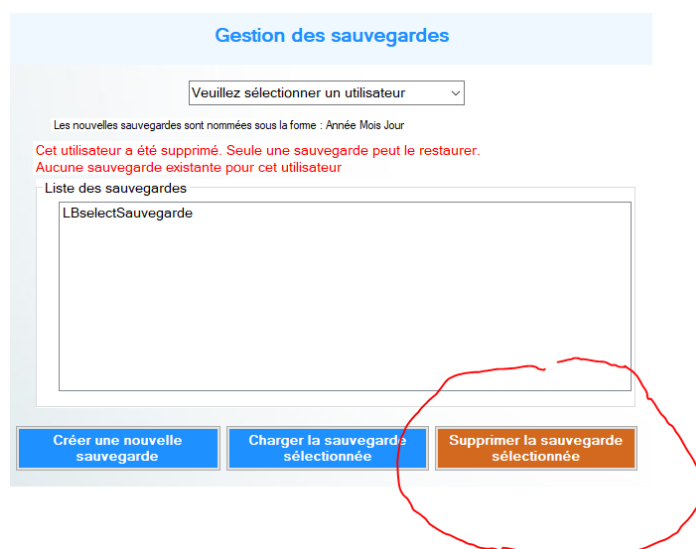 Gestion des sauvegardes
Veuillez sélectionner un utilisateur
Les nouvelles sauvegardes sont nommées sous la forme : Année Mois Jour
Cet utilisateur a été supprimé. Seule une sauvegarde peut le restaurer.
Aucune sauvegarde existante pour cet utilisateur
Liste des sauvegardes
LBselectSauvegarde
Créer une nouvelle
sauvegarde
Charger la sauvegarde
sélectionnée
Supprimer la sauvegarde
sélectionnée